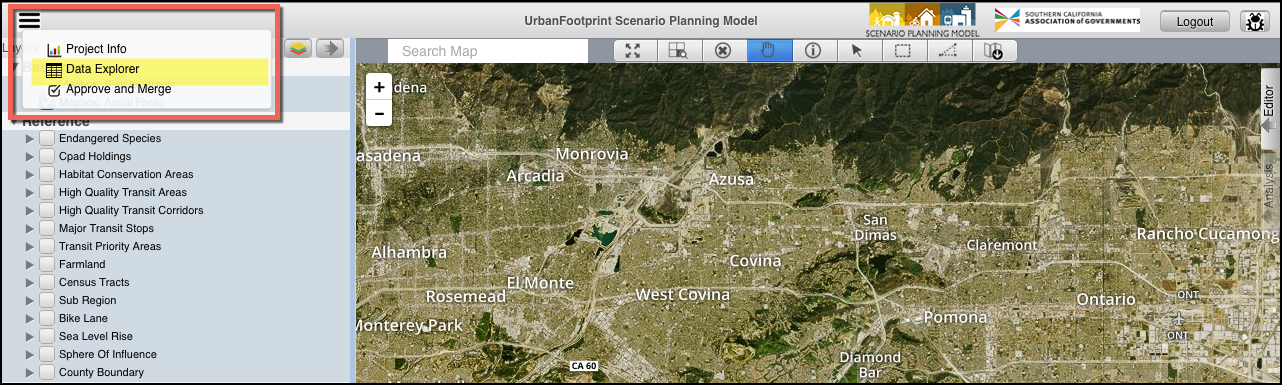 UrbanFootprint Scenario Planning Model
SCENARIO PLANNING MODEL
SOUTHERN CALIFORNIA
ASSOCIATION of GOVERNMENTS
Logout
Project Info
Data Explorer
Approve and Merge
Mapbox: Aerial Photo
Reference
Endangered Species
Cpad Holdings
Habitat Conservation Areas
High Quality Transit Areas
High Quality Transit Corridors
Major Transit Stops
Transit Priority Areas
Farmland
Census Tracts
Sub Region
Bike Lane
Sea Level Rise
Sphere Of Influence
County Boundary
Search Map
+
-
dena
asadena
Monrovia
Arcadia
Azusa
San
Dimas
Claremont
Rancho Cucamong
Alhambra
Covina
El Monte
Rosemead
West Covina
Ontario
ONT
Pomona
ONT
Monterey Park
Diamond
Bar
CA 60
Editor
Analysis